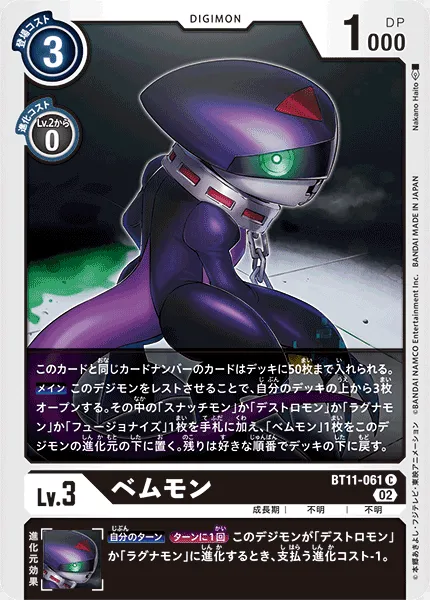 DIGIMON
登場コスト
3
DP
1000
進化コスト
Lv.2から
0
Nakano Haito
©BANDAI NAMCO Entertainment Inc. BANDAI MADE IN JAPAN
©本郷あきよし・フジテレビ・東映アニメーション
このカードと同じカードナンバーのカードはデッキに50枚まで入れられる。
メイン このデジモンをレストさせることで、自分のデッキの上から3枚
オープンする。その中の「スナッチモン」か「デストロモン」か「ラグナモ
ン」か「フュージョナイズ」1枚を手札に加え、「ベムモン」1枚をこのデ
ジモンの進化元の下に置く。残りは好きな順番でデッキの下に戻す。
BT11-061 C
02
Lv.3
ベムモン
成長期 | 不明 | 不明
進化元効果
自分のターン ターンに1回 このデジモンが「デストロモン」
か「ラグナモン」に進化するとき、支払う進化コスト-1。